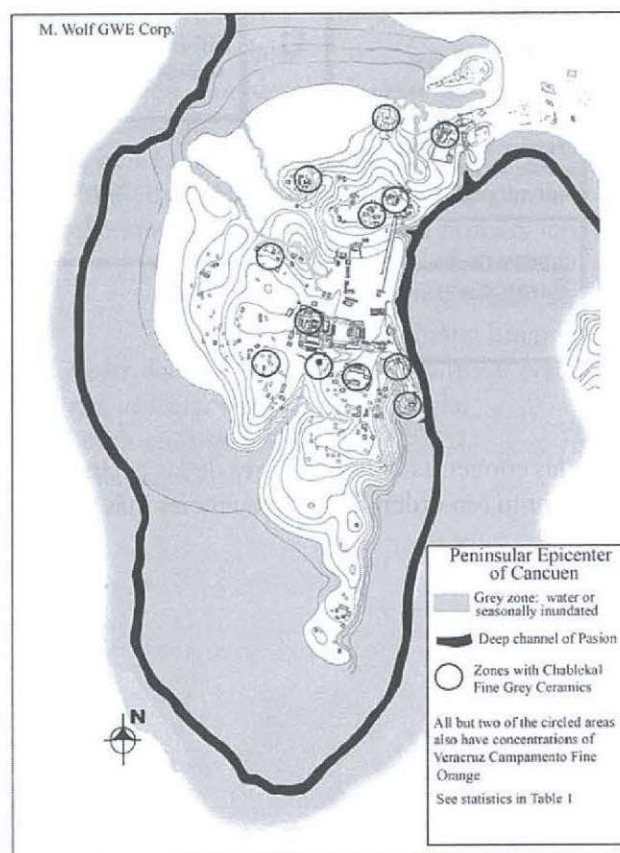 M. Wolf GWE Corp.
N
Peninsular Epicenter
of Cancuen
Grey zone: water or
seasonally inundated
Deep channel of Pasion
Zones with Chablekal
Fine Grey Ceramics
All but two of the circled areas
also have concentrations of
Veracruz Campamento Fine
Orange
See statistics in Table 1